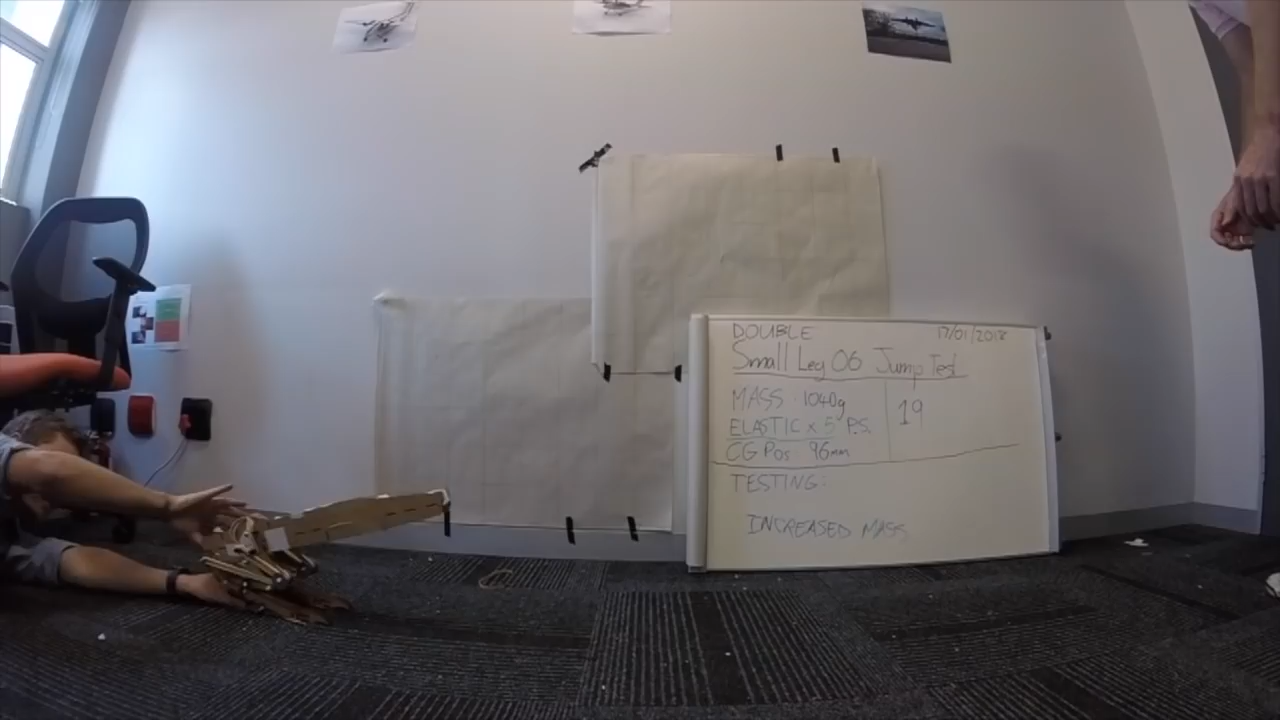 DOUBLE 17/01/2018
Small Leg 06 Jump Test
MASS 1040g
ELASTIC x 5 P.S.
19
CG Pos 96mm
TESTING:
INCREASED MASS